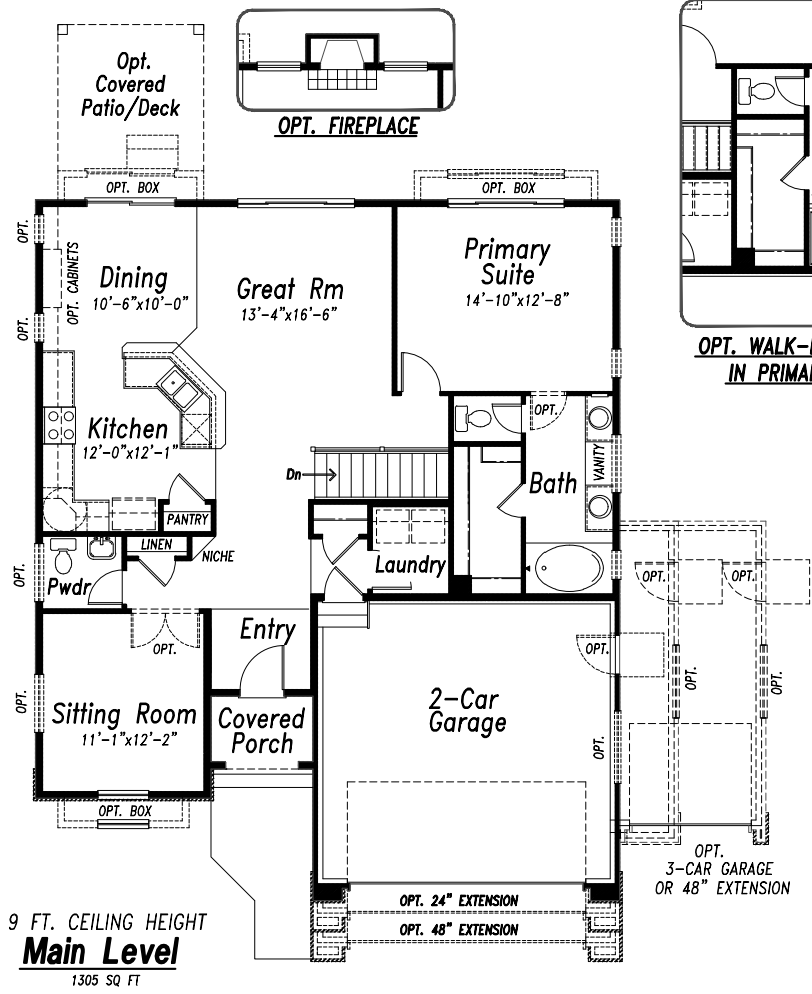 Opt.
Covered
Patio/Deck
OPT. FIREPLACE
OPT. BOX
OPT. BOX
OPT.
OPT. CABINETS
Dining
10'-6"x10'-0"
Great Rm
13'-4"x16'-6"
Primary
Suite
14'-10"x12'-8"
OPT.
OPT. WALK-
IN PRIMA
Kitchen
12'-0"x12'-1"
OPT.
Dn
Bath
VANITY
PANTRY
LINEN
NICHE
Laundry
OPT.
Pwdr
OPT.
OPT.
OPT.
Entry
OPT.
OPT.
Sitting Room
11'-1"x12'-2"
Covered
Porch
2-Car
Garage
OPT.
OPT.
OPT.
OPT.
OPT. BOX
OPT.
3-CAR GARAGE
OR 48" EXTENSION
OPT. 24" EXTENSION
OPT. 48" EXTENSION
9 FT. CEILING HEIGHT
Main Level
1305 SQ FT